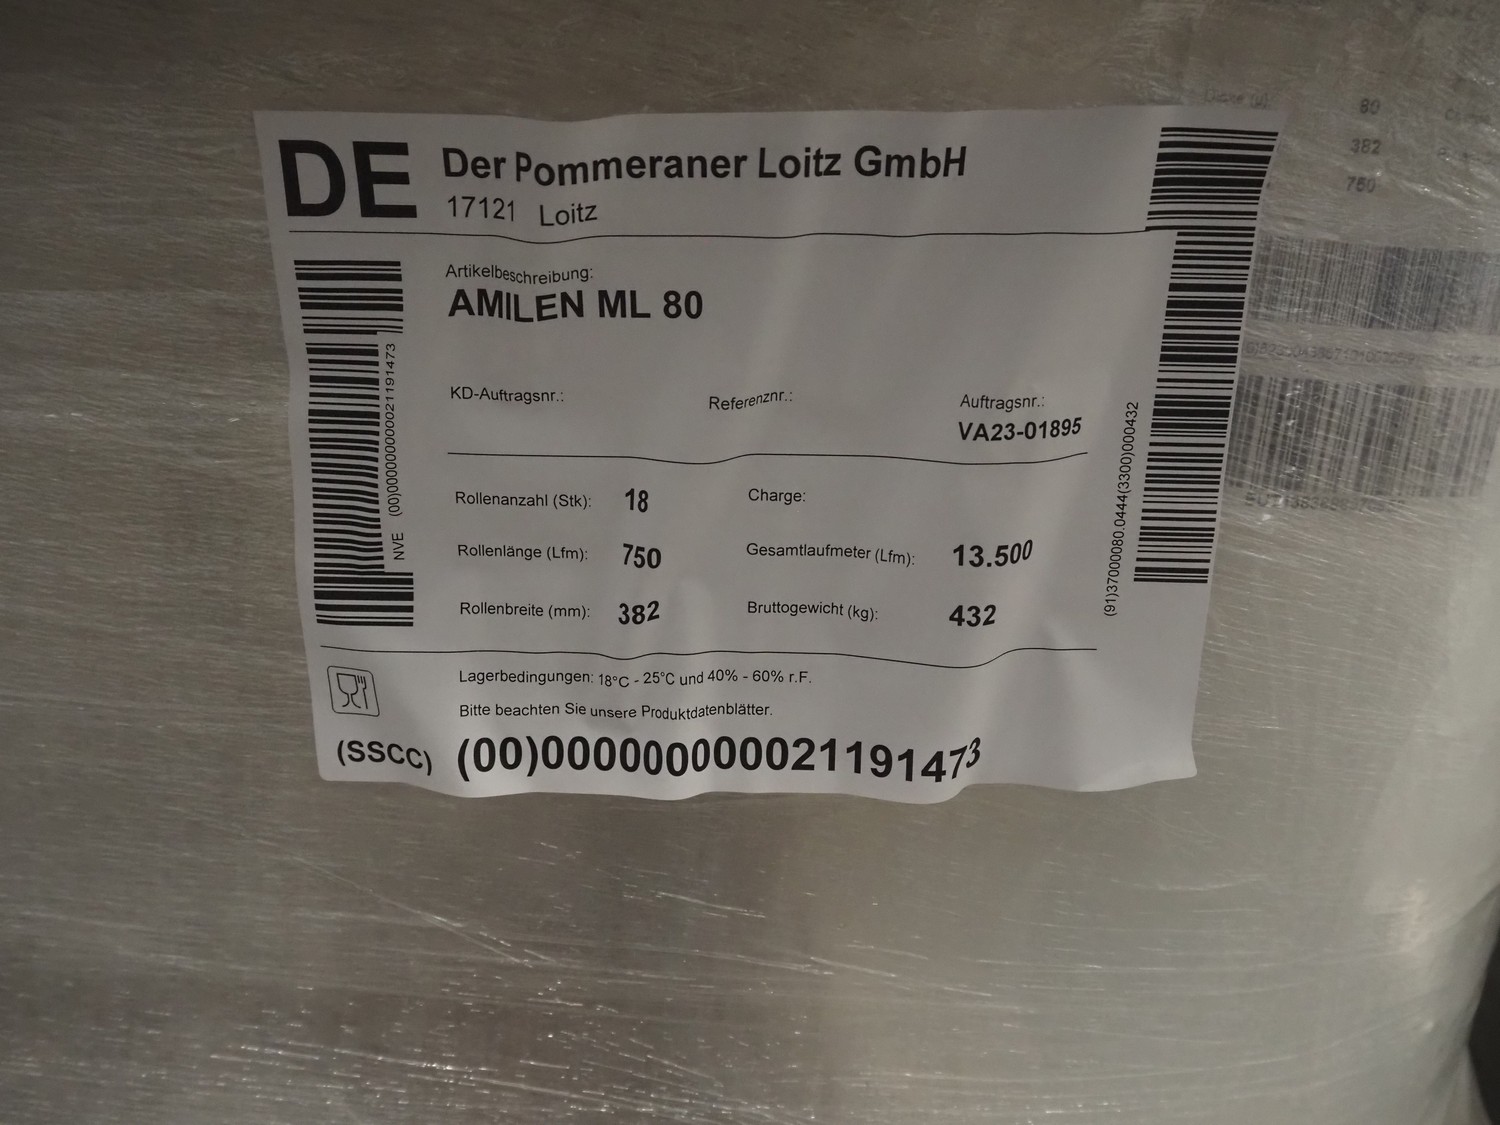 DE
Der Pommeraner Loitz GmbH
17121 Loitz
Artikelbeschreibung:
AMILEN ML 80
KD-Auftragsnr.:
Referenznr.:
Auftragsnr.:
VA23-01895
Rollenanzahl (Stk): 18
Charge:
Rollenlänge (Lfm): 750
Gesamtlaufmeter (Lfm): 13.500
Rollenbreite (mm): 382
Bruttogewicht (kg): 432
NVE (00)000000000021191473
(91)37000080.0444(3300)000432
Lagerbedingungen: 18°C - 25°C und 40% - 60% r.F.
Bitte beachten Sie unsere Produktdatenblätter.
(SSCC) (00)000000000021191473
80
382
750